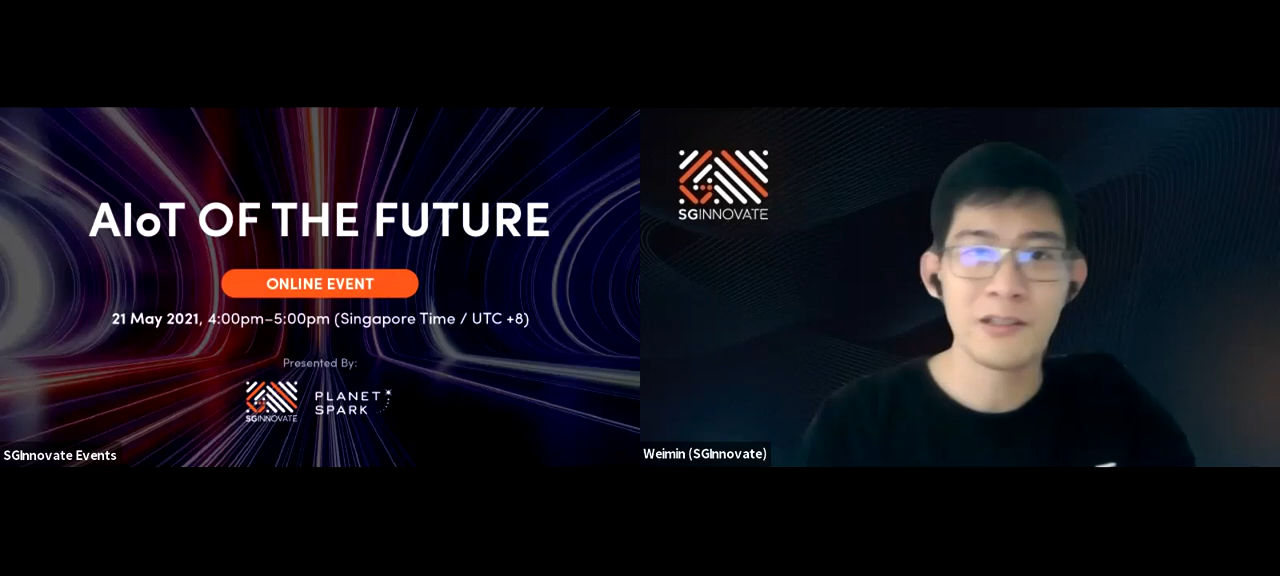 AIoT OF THE FUTURE
ONLINE EVENT
21 May 2021, 4:00pm–5:00pm (Singapore Time / UTC +8)
Presented By:
SGINNOVATE
PLANET
SPARK
SGInnovate Events
SGINNOVATE
Weimin (SGInnovate)